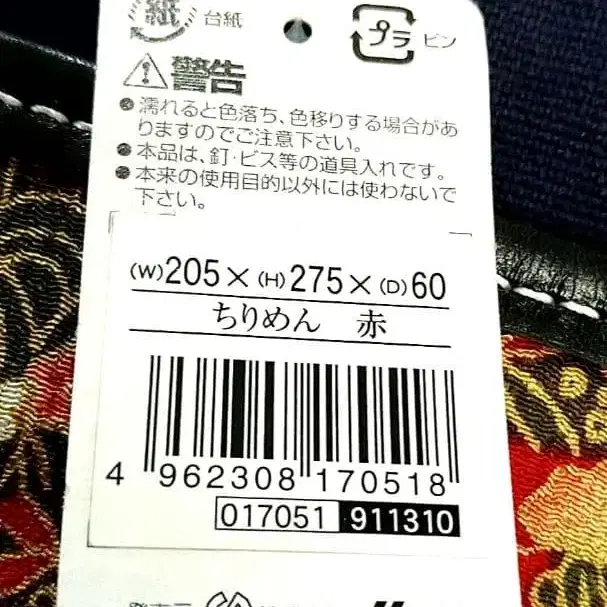 紙 台紙 プラ ピン
警告
●濡れると色落ち、色移りする場合があ
りますのでご注意下さい。
●本品は、釘・ビス等の道具入れです。
●本来の使用目的以外には使わないで
下さい。
(W)205×(H)275×(D)60
ちりめん 赤
4 962308 170518
017051 911310